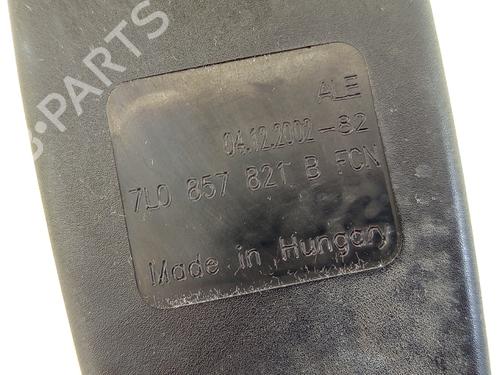 B-PARTS
ALE
04.12.2002-82
7L0 857 821 B FCN
Made in Hungary